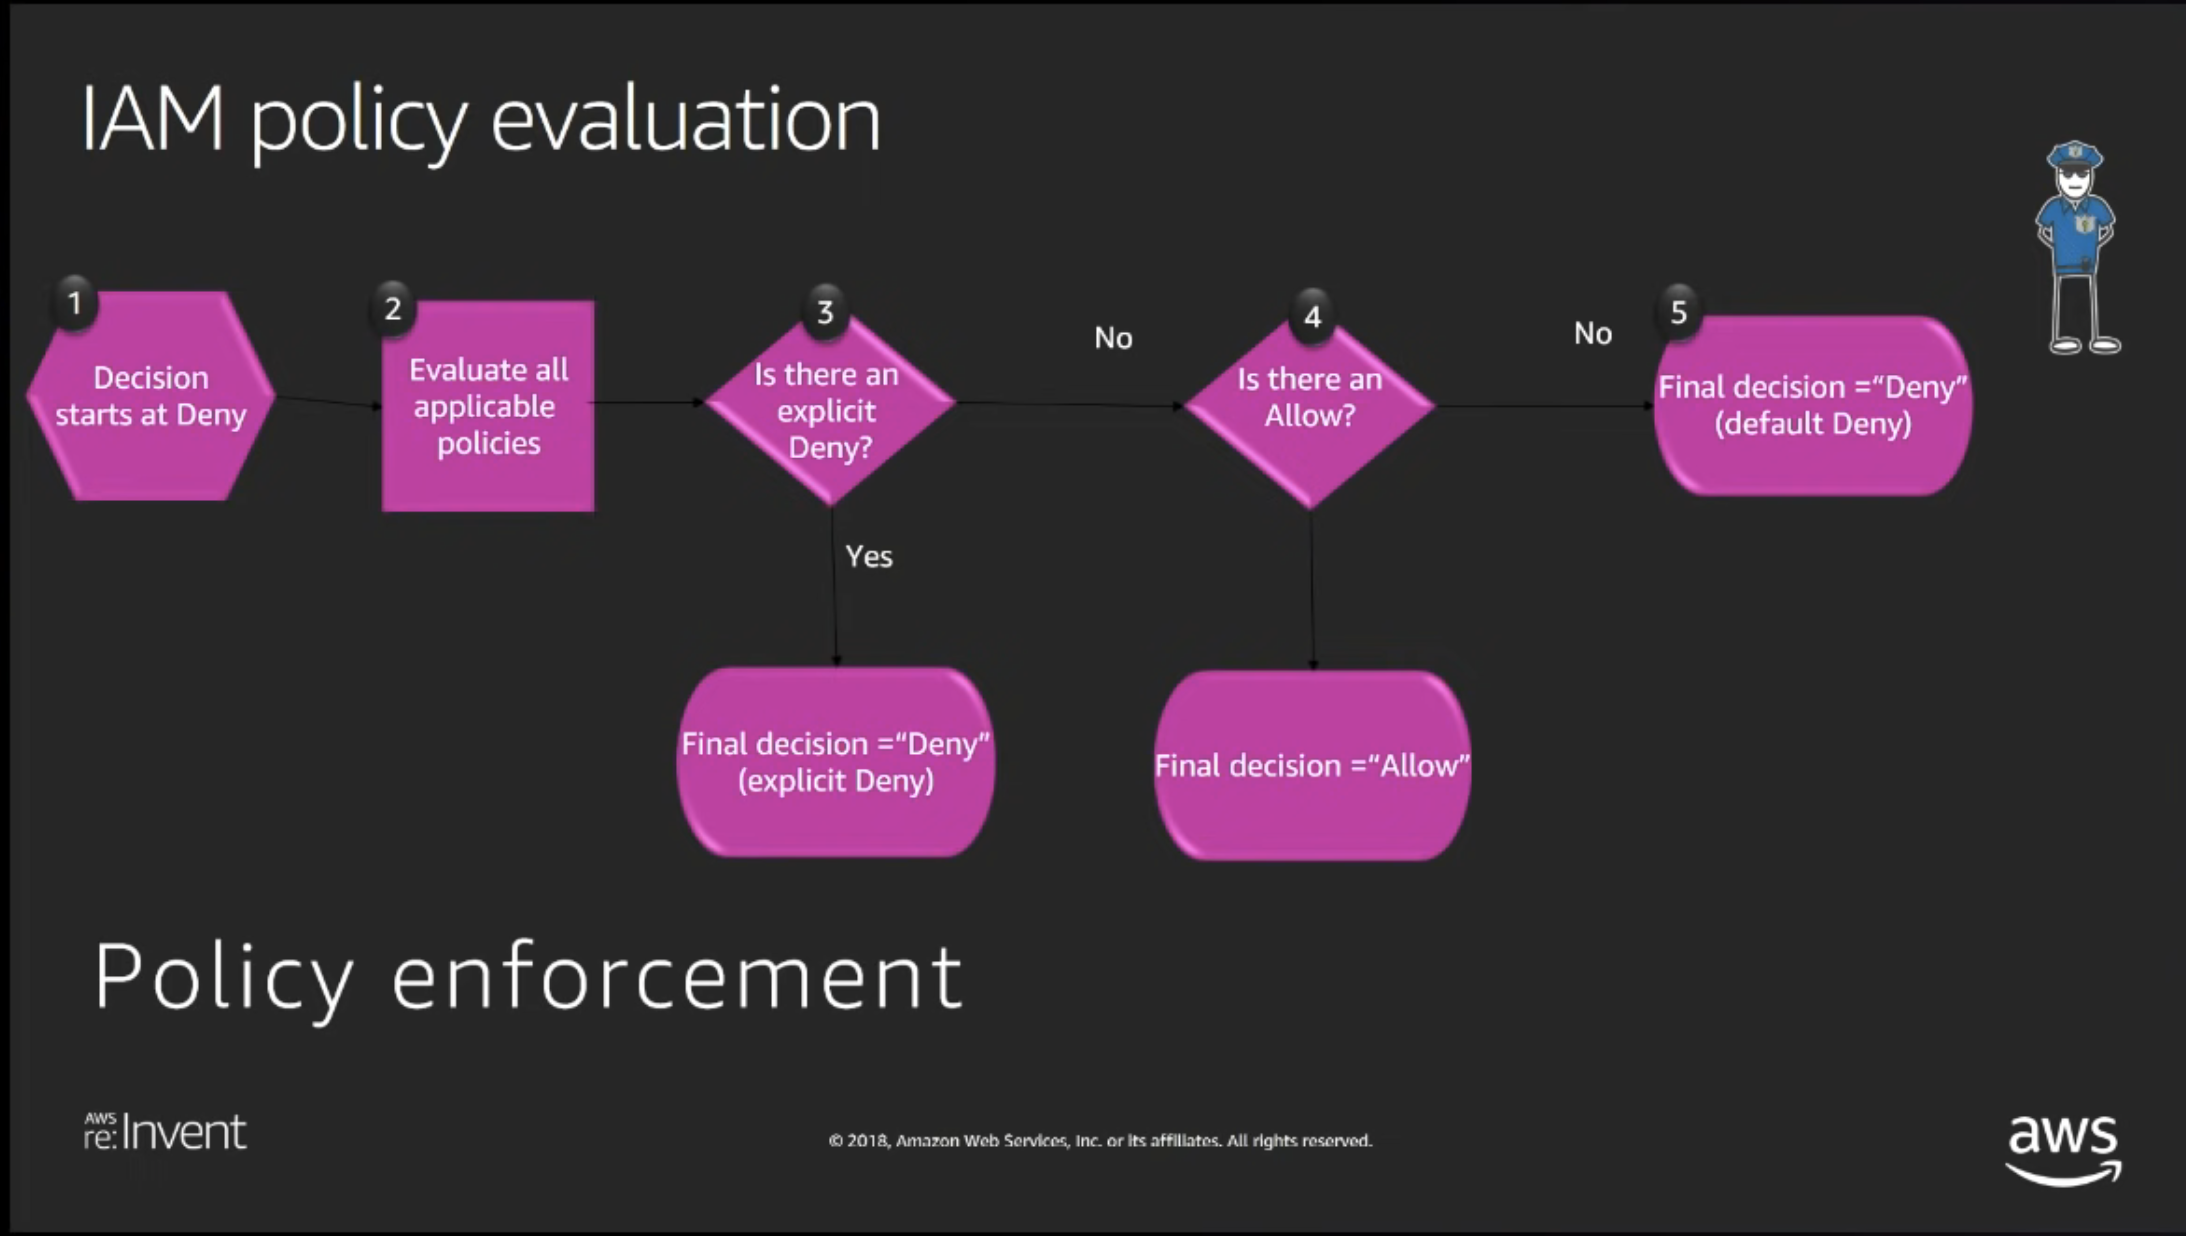 IAM policy evaluation
1
Decision
starts at Deny
2
Evaluate all
applicable
policies
3
Is there an
explicit
Deny?
No
4
Is there an
Allow?
No
5
Final decision =“Deny”
(default Deny)
Yes
Final decision =“Deny”
(explicit Deny)
Final decision =“Allow”
Policy enforcement
AWS
re:Invent
© 2018, Amazon Web Services, Inc. or its affiliates. All rights reserved.
aws